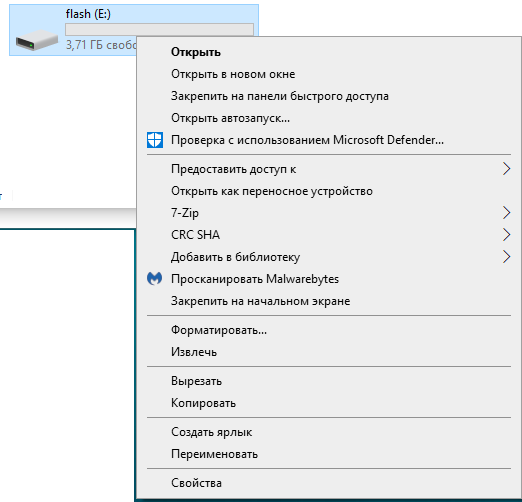 flash (E:)
3,71 ГБ свобо
Открыть
Открыть в новом окне
Закрепить на панели быстрого доступа
Открыть автозапуск...
Проверка с использованием Microsoft Defender...
Предоставить доступ к
Открыть как переносное устройство
7-Zip
CRC SHA
Добавить в библиотеку
Просканировать Malwarebytes
Закрепить на начальном экране
Форматировать...
Извлечь
Вырезать
Копировать
Создать ярлык
Переименовать
Свойства